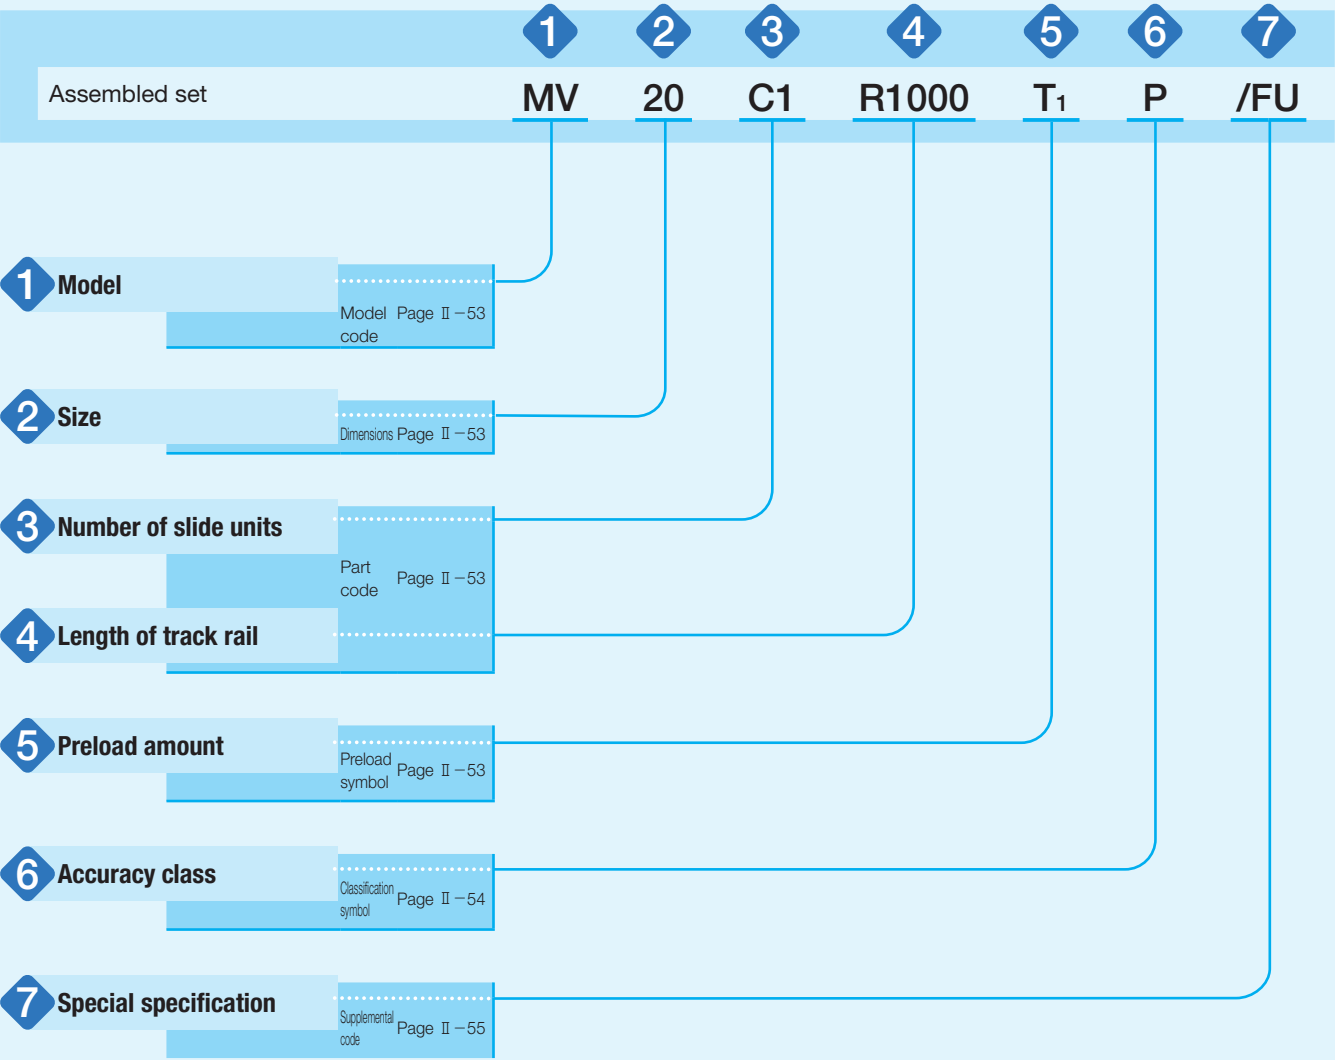 1 2 3 4 5 6 7
Assembled set MV 20 C1 R1000 T1 P /FU
1 Model
Model code Page Ⅱ−53
2 Size
Dimensions Page Ⅱ−53
3 Number of slide units
Part code Page Ⅱ−53
4 Length of track rail
5 Preload amount
Preload symbol Page Ⅱ−53
6 Accuracy class
Classification symbol Page Ⅱ−54
7 Special specification
Supplemental code Page Ⅱ−55